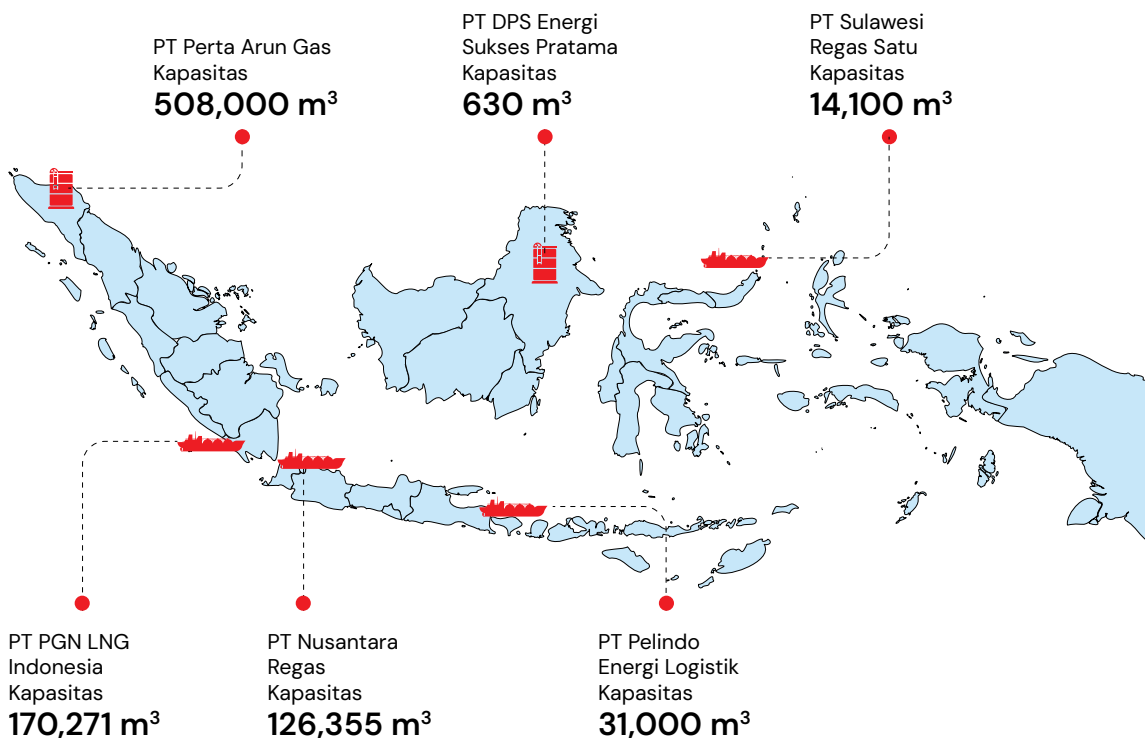 PT Perta Arun Gas
Kapasitas
508,000 m³
PT DPS Energi
Sukses Pratama
Kapasitas
630 m³
PT Sulawesi
Regas Satu
Kapasitas
14,100 m³
PT PGN LNG
Indonesia
Kapasitas
170,271 m³
PT Nusantara
Regas
Kapasitas
126,355 m³
PT Pelindo
Energi Logistik
Kapasitas
31,000 m³